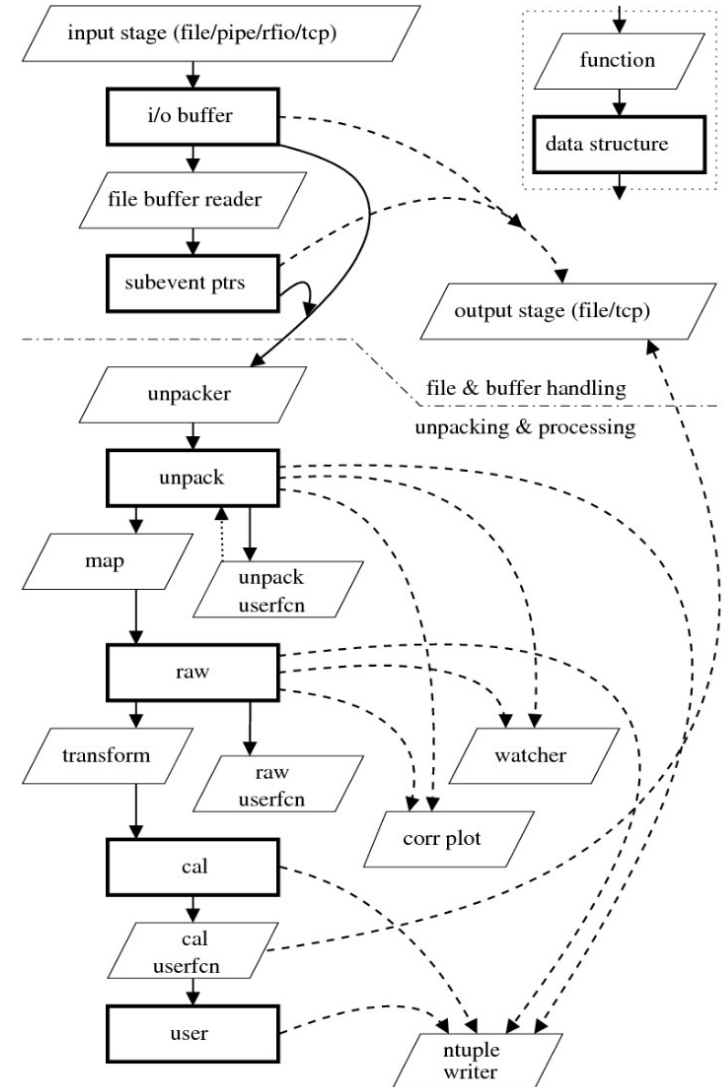 input stage (file/pipe/rfio/tcp)
function
i/o buffer
data structure
file buffer reader
subevent ptrs
output stage (file/tcp)
unpacker
file & buffer handling
unpacking & processing
unpack
map
unpack
userfcn
raw
transform
raw
userfcn
watcher
corr plot
cal
cal
userfcn
user
ntuple
writer